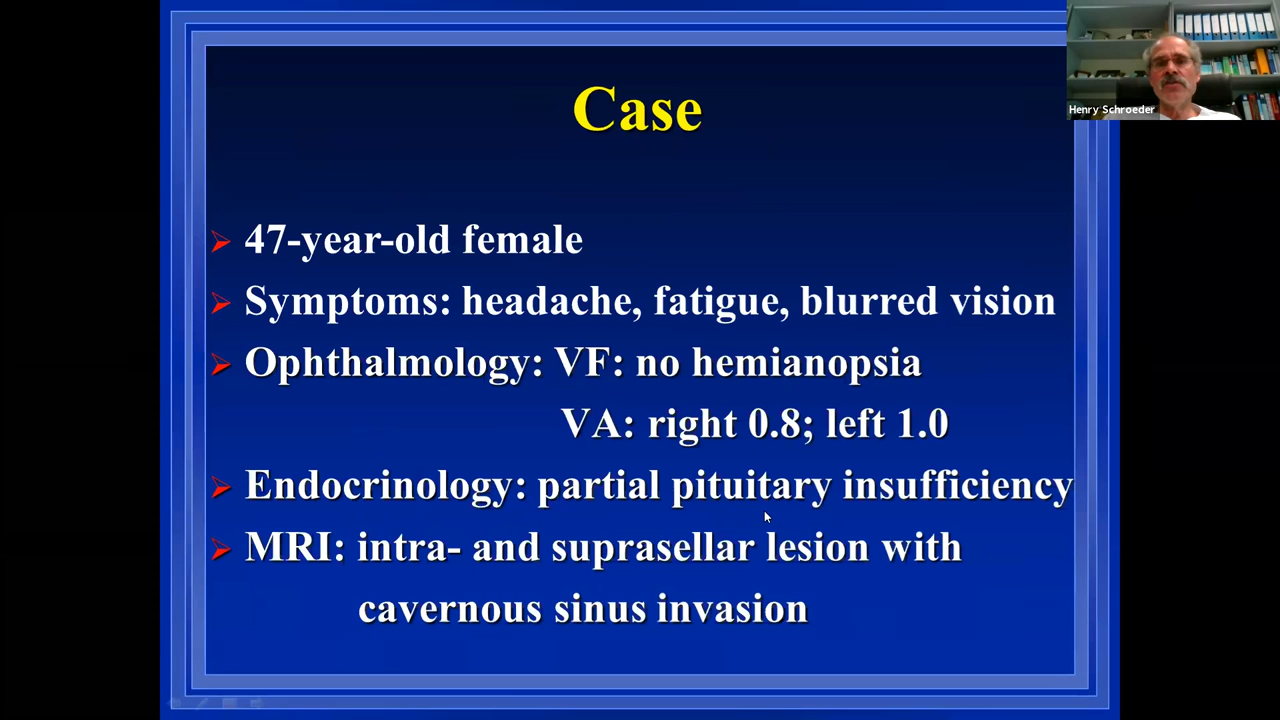 Case
47-year-old female
Symptoms: headache, fatigue, blurred vision
Ophthalmology: VF: no hemianopsia
VA: right 0.8; left 1.0
Endocrinology: partial pituitary insufficiency
MRI: intra- and suprasellar lesion with
cavernous sinus invasion
Henry Schroeder